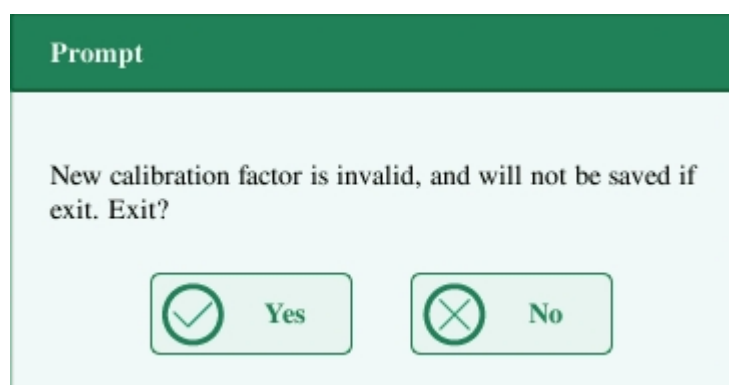 Prompt
New calibration factor is invalid, and will not be saved if
exit. Exit?
Yes
No